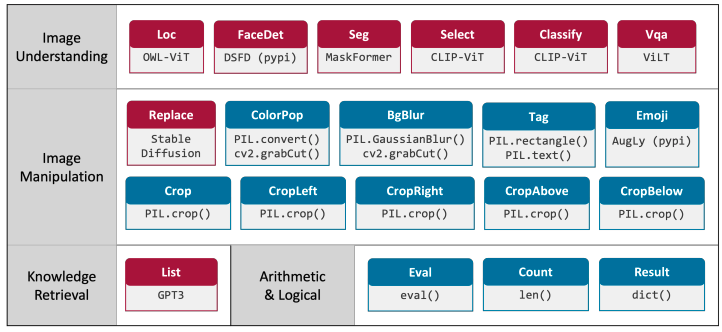 Image
Understanding
Loc
OWL-ViT
FaceDet
DSFD (pypi)
Seg
MaskFormer
Select
CLIP-ViT
Classify
CLIP-ViT
Vqa
ViLT
Image
Manipulation
Replace
Stable
Diffusion
ColorPop
PIL.convert()
cv2.grabCut()
BgBlur
PIL.GaussianBlur()
cv2.grabCut()
Tag
PIL.rectangle()
PIL.text()
Emoji
AugLy (pypi)
Crop
PIL.crop()
CropLeft
PIL.crop()
CropRight
PIL.crop()
CropAbove
PIL.crop()
CropBelow
PIL.crop()
Knowledge
Retrieval
List
GPT3
Arithmetic
& Logical
Eval
eval()
Count
len()
Result
dict()